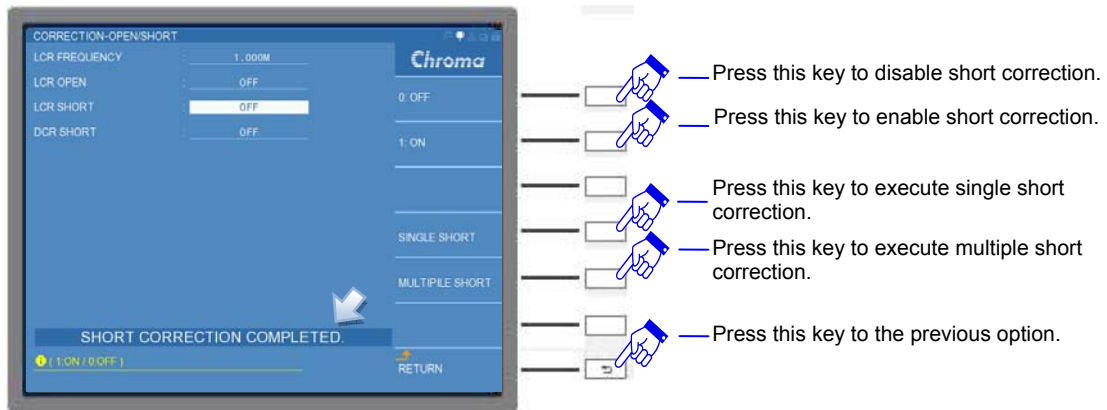 CORRECTION-OPEN/SHORT
LCR FREQUENCY : 1.000M
LCR OPEN : OFF
LCR SHORT : OFF
DCR SHORT : OFF
Chroma
0: OFF
1: ON
SINGLE SHORT
MULTIPILE SHORT
RETURN
SHORT CORRECTION COMPLETED.
( 1:ON / 0:OFF )
Press this key to disable short correction.
Press this key to enable short correction.
Press this key to execute single short
correction.
Press this key to execute multiple short
correction.
Press this key to the previous option.